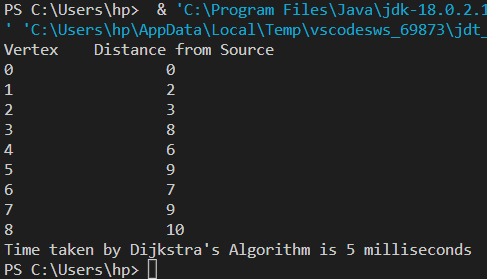 PS C:\Users\hp>  & 'C:\Program Files\Java\jdk-18.0.2.1
' 'C:\Users\hp\AppData\Local\Temp\vscodesws_69873\jdt_
Vertex    Distance from Source
0                0
1                2
2                3
3                8
4                6
5                9
6                7
7                9
8                10
Time taken by Dijkstra's Algorithm is 5 milliseconds
PS C:\Users\hp>